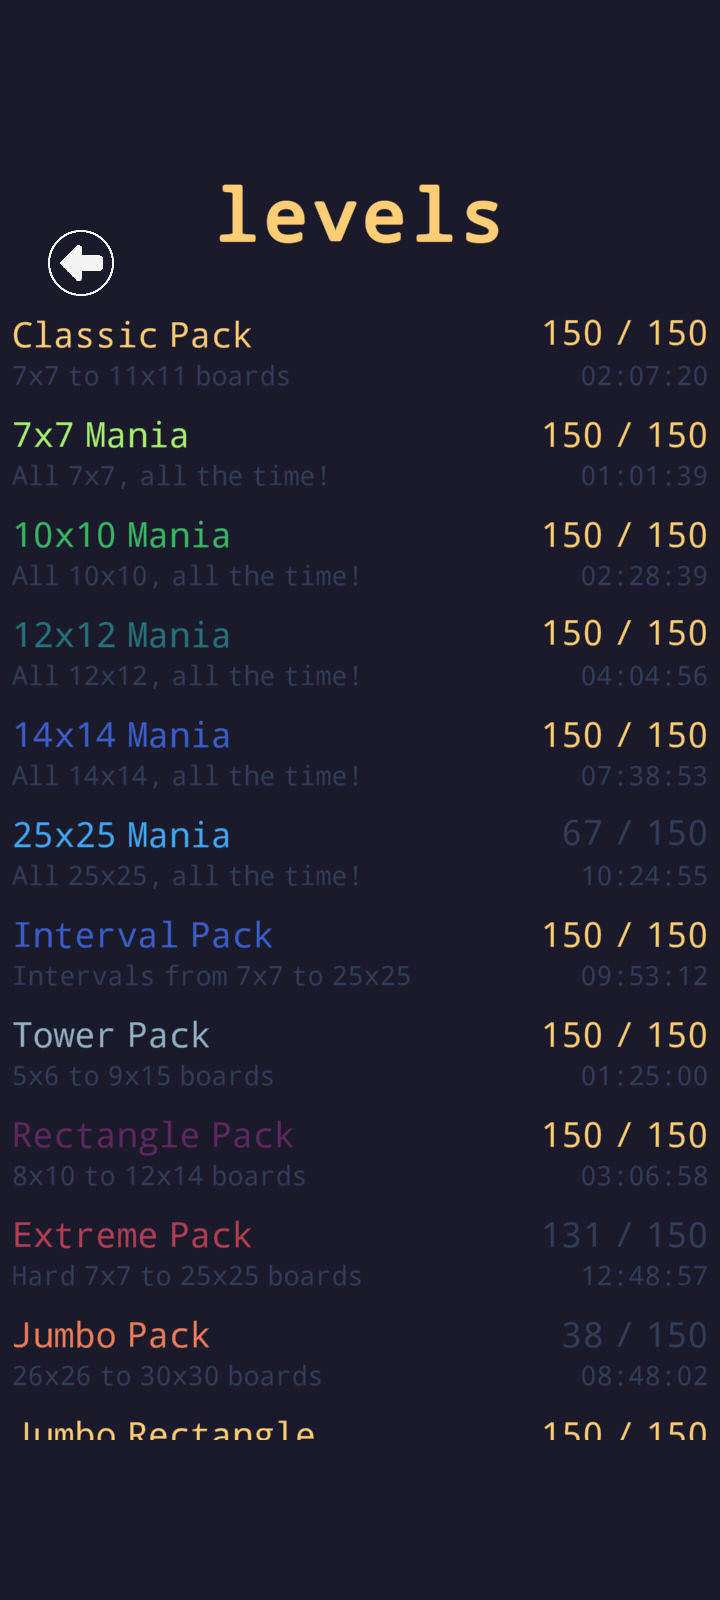 levels
Classic Pack 150 / 150
7x7 to 11x11 boards 02:07:20
7x7 Mania 150 / 150
All 7x7, all the time! 01:01:39
10x10 Mania 150 / 150
All 10x10, all the time! 02:28:39
12x12 Mania 150 / 150
All 12x12, all the time! 04:04:56
14x14 Mania 150 / 150
All 14x14, all the time! 07:38:53
25x25 Mania 67 / 150
All 25x25, all the time! 10:24:55
Interval Pack 150 / 150
Intervals from 7x7 to 25x25 09:53:12
Tower Pack 150 / 150
5x6 to 9x15 boards 01:25:00
Rectangle Pack 150 / 150
8x10 to 12x14 boards 03:06:58
Extreme Pack 131 / 150
Hard 7x7 to 25x25 boards 12:48:57
Jumbo Pack 38 / 150
26x26 to 30x30 boards 08:48:02
Jumbo Rectangle 150 / 150